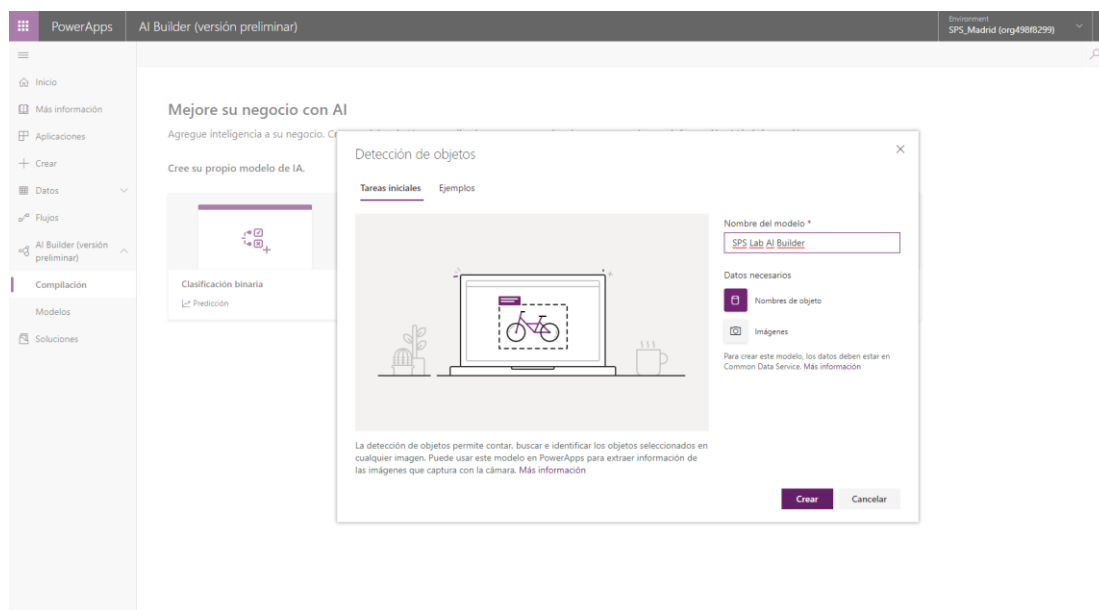 PowerApps
AI Builder (versión preliminar)
Environment
SPS_Madrid (org498f8299)
Inicio
Más información
Aplicaciones
Crear
Datos
Flujos
AI Builder (versión
preliminar)
Compilación
Modelos
Soluciones
Mejore su negocio con AI
Agregue inteligencia a su negocio.
Cree su propio modelo de IA.
Clasificación binaria
Predicción
Detección de objetos
Tareas iniciales
Ejemplos
Nombre del modelo *
SPS Lab AI Builder
Datos necesarios
Nombres de objeto
Imágenes
Para crear este modelo, los datos deben estar en
Common Data Service. Más información
La detección de objetos permite contar, buscar e identificar los objetos seleccionados en
cualquier imagen. Puede usar este modelo en PowerApps para extraer información de
las imágenes que captura con la cámara. Más información
Crear
Cancelar